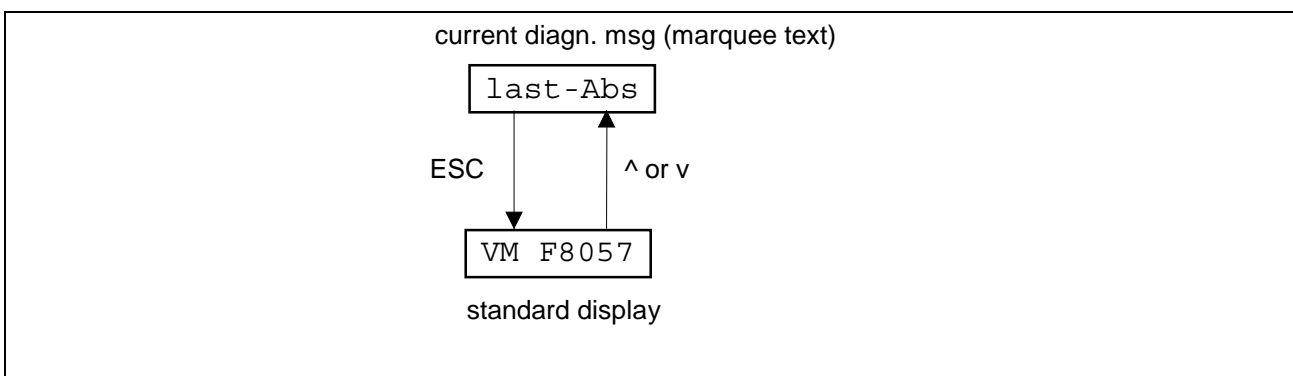 current diagn. msg (marquee text)
last-Abs
ESC
^ or v
VM F8057
standard display